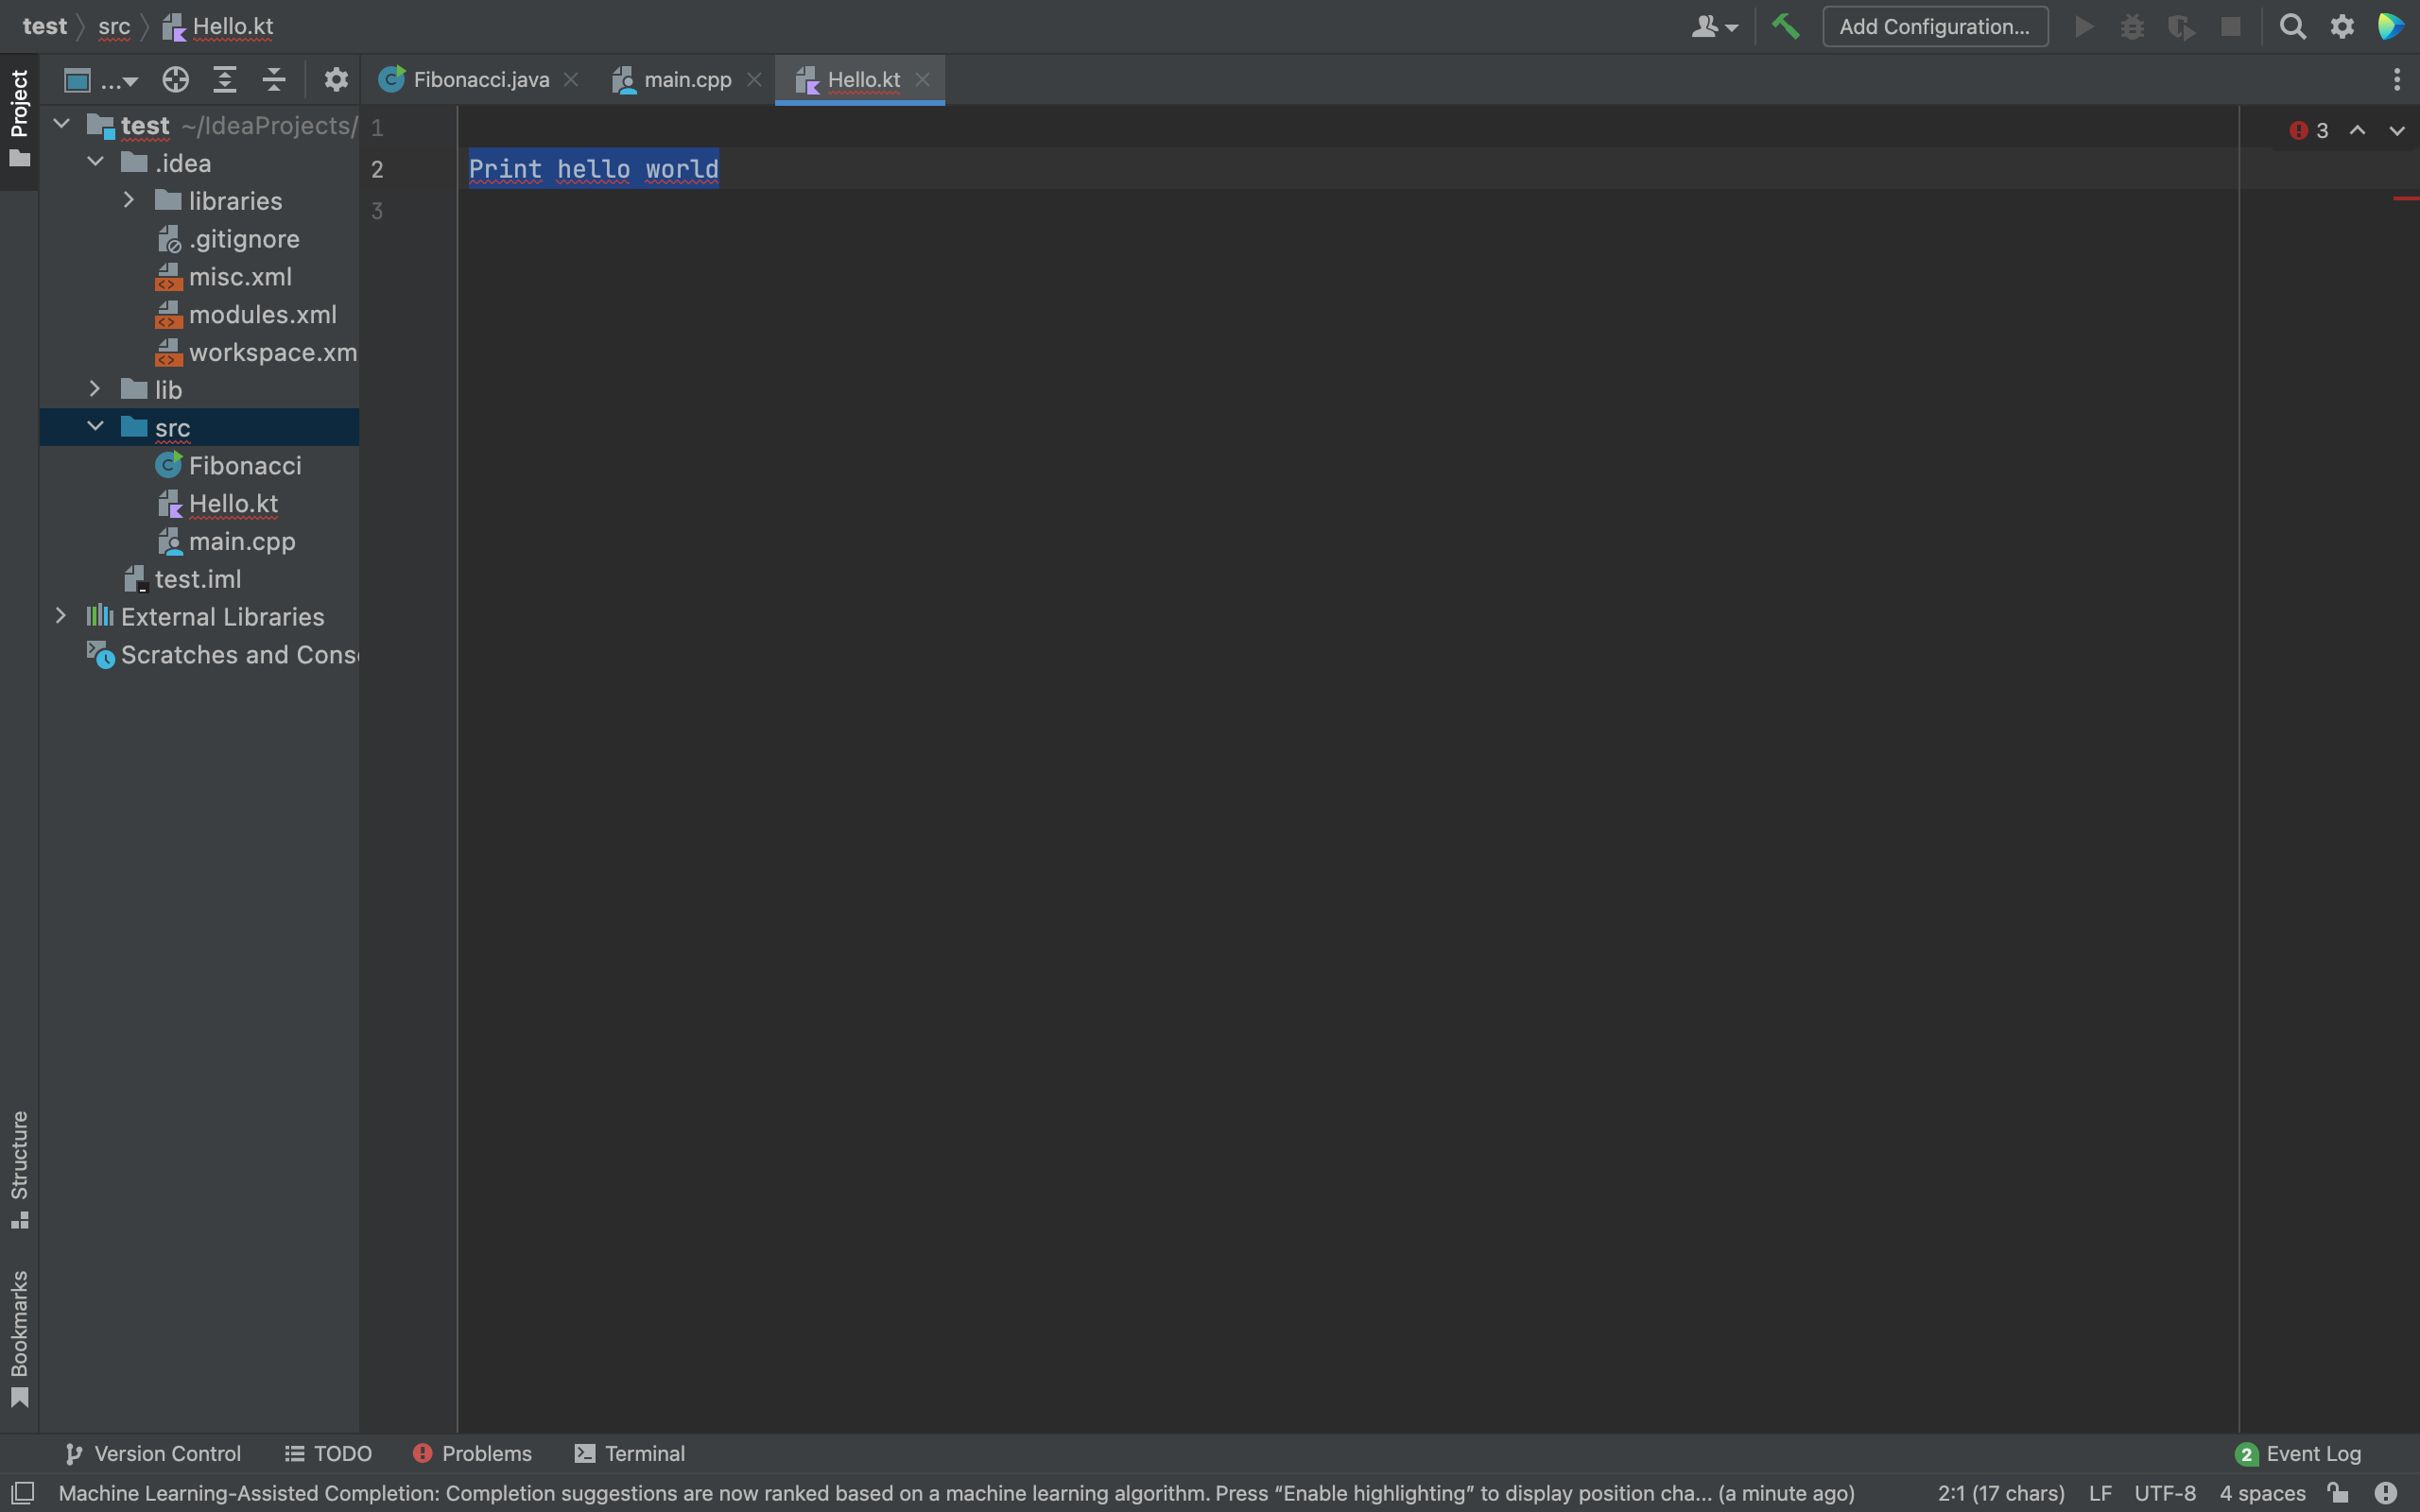 test src Hello.kt
Add Configuration...
Project
...
Fibonacci.java main.cpp Hello.kt
test ~/IdeaProjects/
.idea
libraries
.gitignore
misc.xml
modules.xml
workspace.xm
lib
src
Fibonacci
Hello.kt
main.cpp
test.iml
External Libraries
Scratches and Cons
1
2 Print hello world
3
3
Structure
Bookmarks
Version Control TODO Problems Terminal
2 Event Log
Machine Learning-Assisted Completion: Completion suggestions are now ranked based on a machine learning algorithm. Press “Enable highlighting” to display position cha... (a minute ago)
2:1 (17 chars) LF UTF-8 4 spaces